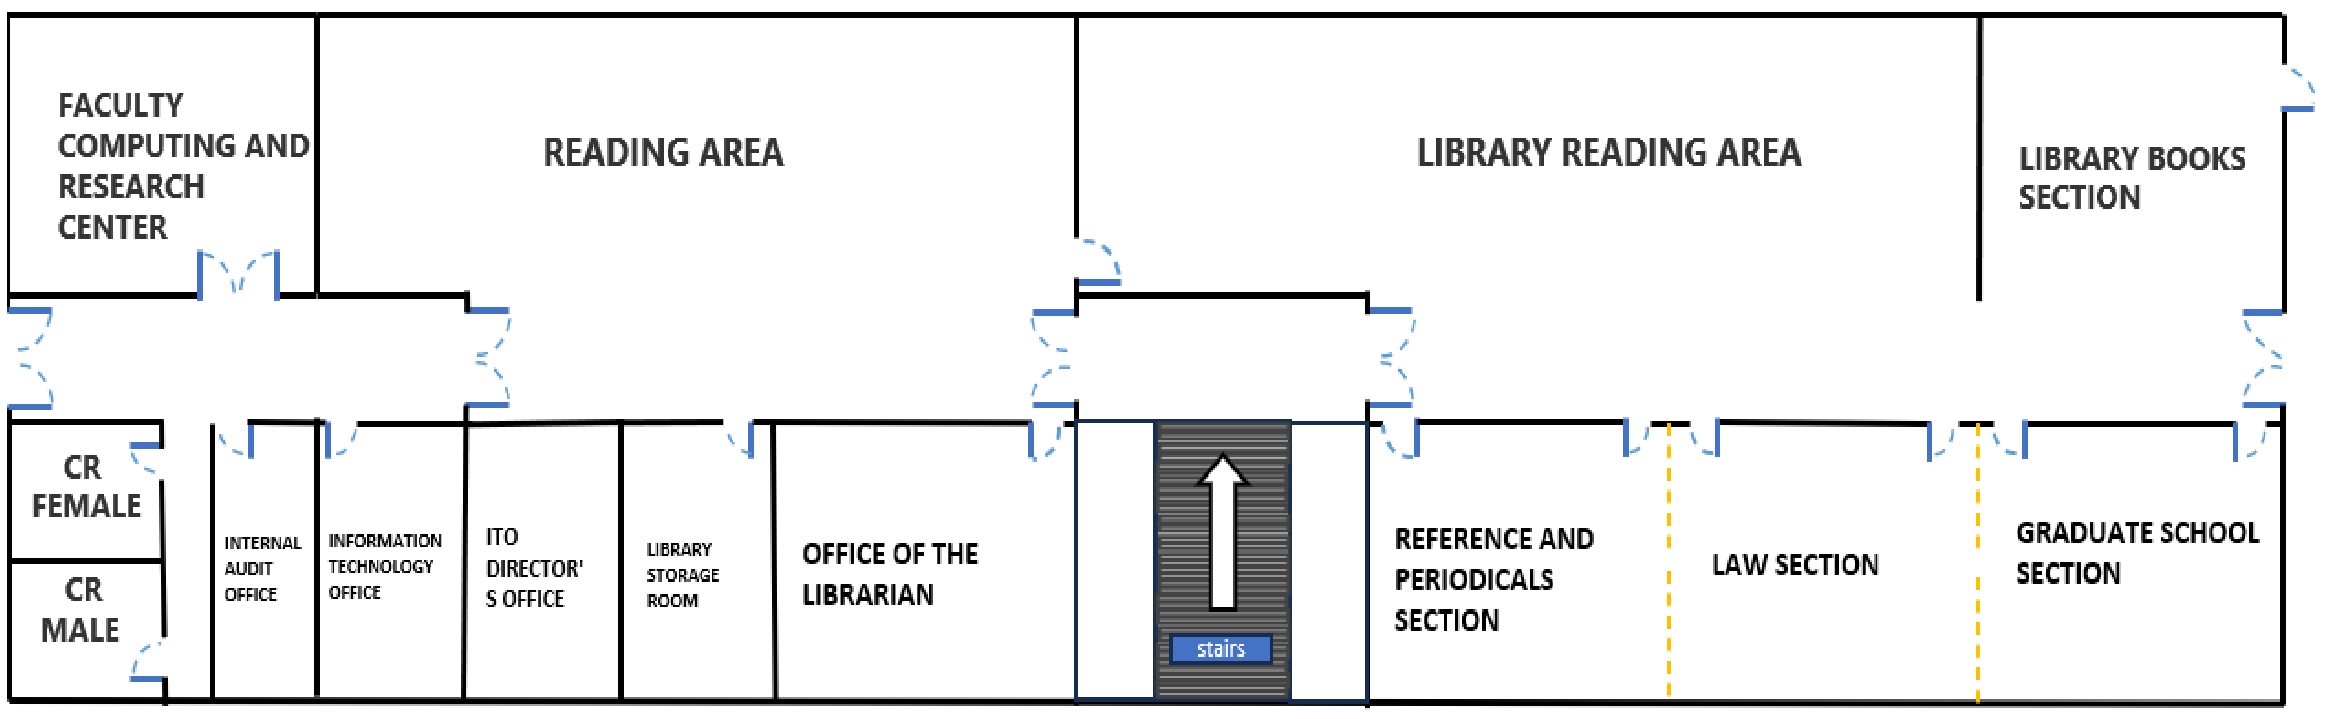 FACULTY
COMPUTING AND
RESEARCH
CENTER
READING AREA
LIBRARY READING AREA
LIBRARY BOOKS
SECTION
CR
FEMALE
CR
MALE
INTERNAL
AUDIT
OFFICE
INFORMATION
TECHNOLOGY
OFFICE
ITO
DIRECTOR'
S OFFICE
LIBRARY
STORAGE
ROOM
OFFICE OF THE
LIBRARIAN
stairs
REFERENCE AND
PERIODICALS
SECTION
LAW SECTION
GRADUATE SCHOOL
SECTION